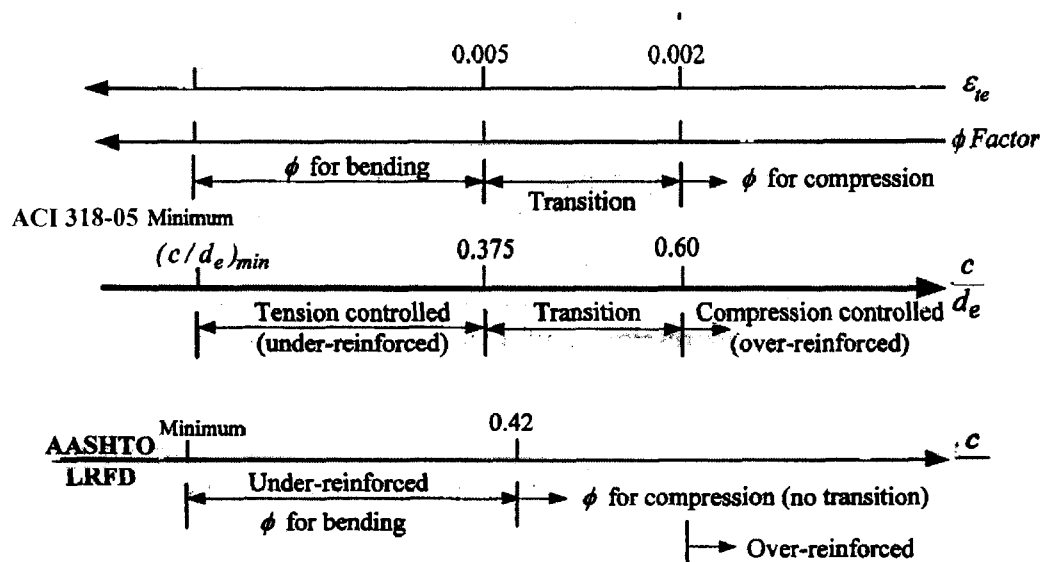 0.005 0.002
ε_te
φ Factor
φ for bending
Transition
φ for compression
ACI 318-05 Minimum
(c/d_e)_min
0.375
0.60
c
d_e
Tension controlled
(under-reinforced)
Transition
Compression controlled
(over-reinforced)
AASHTO
LRFD
Minimum
0.42
c
Under-reinforced
φ for bending
φ for compression (no transition)
Over-reinforced